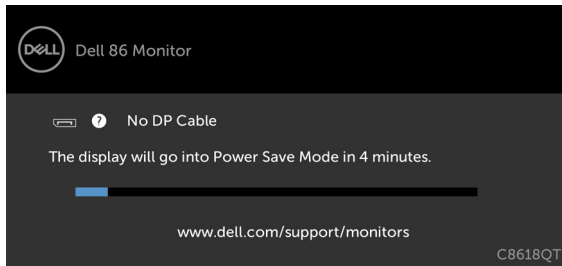 DELL
Dell 86 Monitor
? No DP Cable
The display will go into Power Save Mode in 4 minutes.
www.dell.com/support/monitors
C8618QT